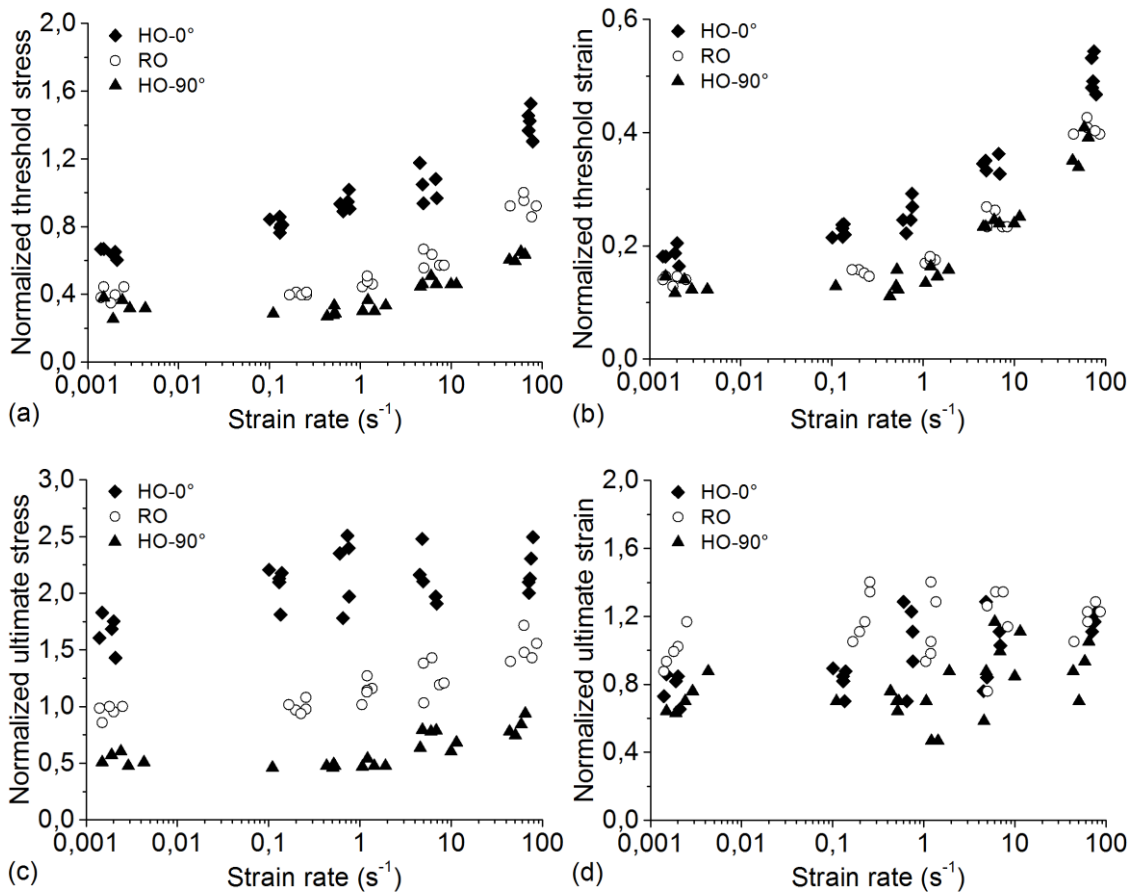 Normalized threshold stress
2,0
1,6
1,2
0,8
0,4
0,0
HO-0°
RO
HO-90°
0,001 0,01 0,1 1 10 100
Strain rate (s⁻¹)
(a)
Normalized threshold strain
0,6
0,4
0,2
0,0
HO-0°
RO
HO-90°
0,001 0,01 0,1 1 10 100
Strain rate (s⁻¹)
(b)
Normalized ultimate stress
3,0
2,5
2,0
1,5
1,0
0,5
0,0
HO-0°
RO
HO-90°
0,001 0,01 0,1 1 10 100
Strain rate (s⁻¹)
(c)
Normalized ultimate strain
2,0
1,6
1,2
0,8
0,4
0,0
HO-0°
RO
HO-90°
0,001 0,01 0,1 1 10 100
Strain rate (s⁻¹)
(d)